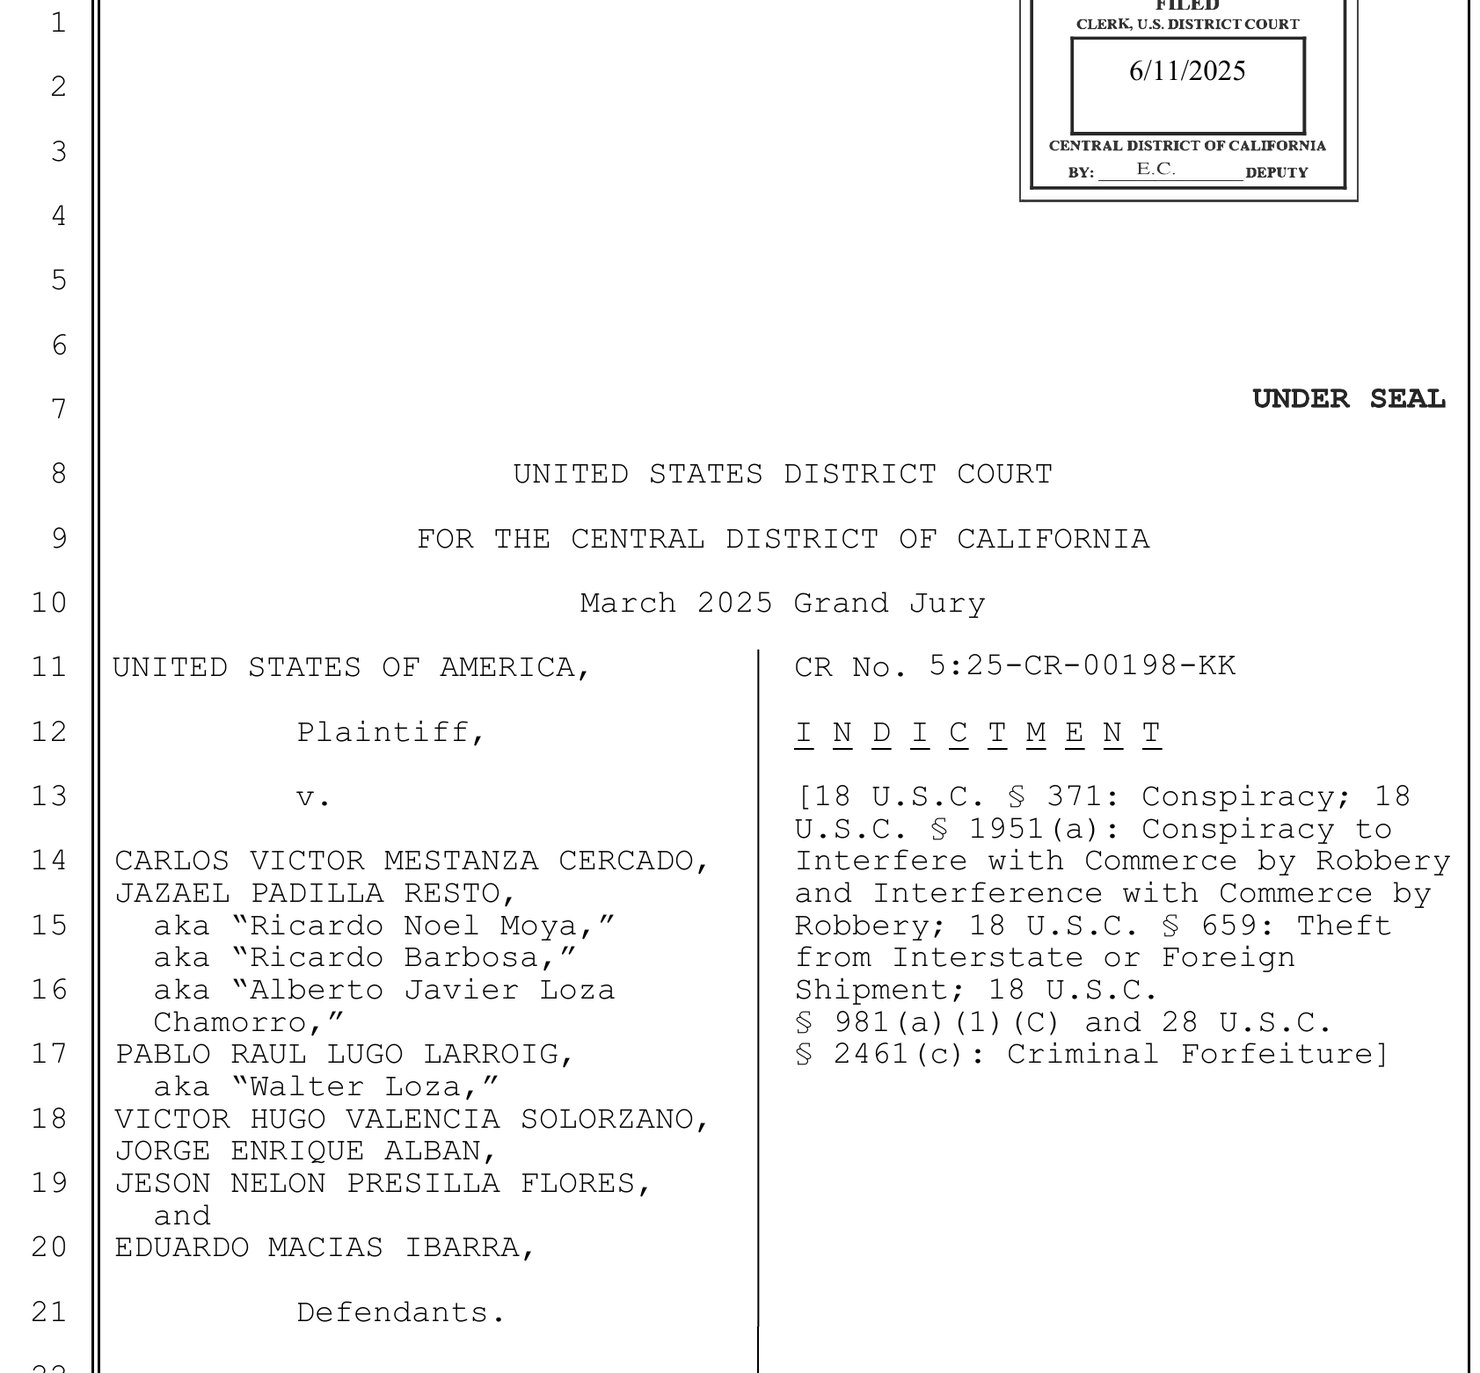 FILED
CLERK, U.S. DISTRICT COURT
6/11/2025
CENTRAL DISTRICT OF CALIFORNIA
BY: E.C. DEPUTY
1
2
3
4
5
6
7 UNDER SEAL
8 UNITED STATES DISTRICT COURT
9 FOR THE CENTRAL DISTRICT OF CALIFORNIA
10 March 2025 Grand Jury
11 UNITED STATES OF AMERICA,
12 Plaintiff,
13 v.
14 CARLOS VICTOR MESTANZA CERCADO,
JAZAEL PADILLA RESTO,
15 aka “Ricardo Noel Moya,”
aka “Ricardo Barbosa,”
16 aka “Alberto Javier Loza
Chamorro,”
17 PABLO RAUL LUGO LARROIG,
aka “Walter Loza,”
18 VICTOR HUGO VALENCIA SOLORZANO,
JORGE ENRIQUE ALBAN,
19 JESON NELON PRESILLA FLORES,
and
20 EDUARDO MACIAS IBARRA,
21 Defendants.
22
CR No. 5:25-CR-00198-KK
I N D I C T M E N T
[18 U.S.C. § 371: Conspiracy; 18
U.S.C. § 1951(a): Conspiracy to
Interfere with Commerce by Robbery
and Interference with Commerce by
Robbery; 18 U.S.C. § 659: Theft
from Interstate or Foreign
Shipment; 18 U.S.C.
§ 981(a)(1)(C) and 28 U.S.C.
§ 2461(c): Criminal Forfeiture]